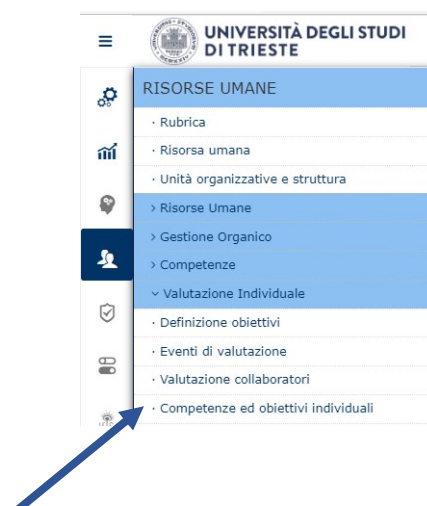 UNIVERSITÀ DEGLI STUDI
DI TRIESTE
RISORSE UMANE
· Rubrica
· Risorsa umana
· Unità organizzative e struttura
> Risorse Umane
> Gestione Organico
> Competenze
˅ Valutazione Individuale
· Definizione obiettivi
· Eventi di valutazione
· Valutazione collaboratori
· Competenze ed obiettivi individuali